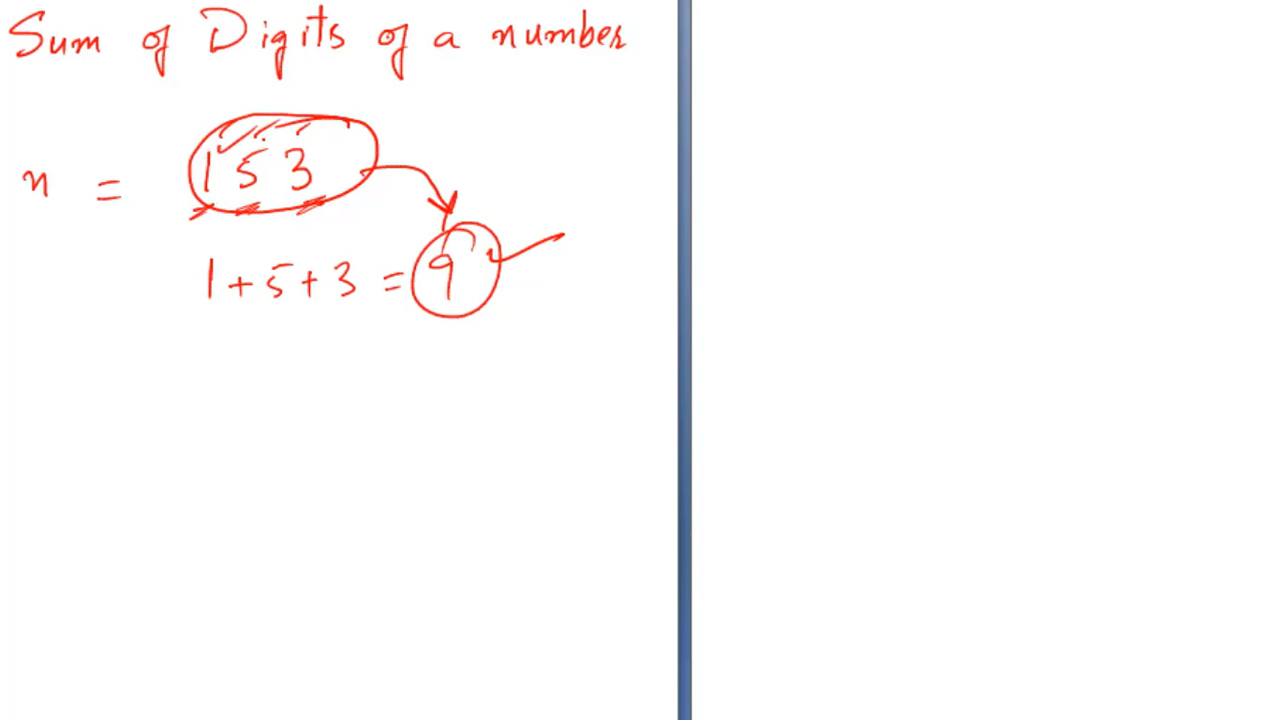 Sum of Digits of a number
n = 153
1+5+3 = 9